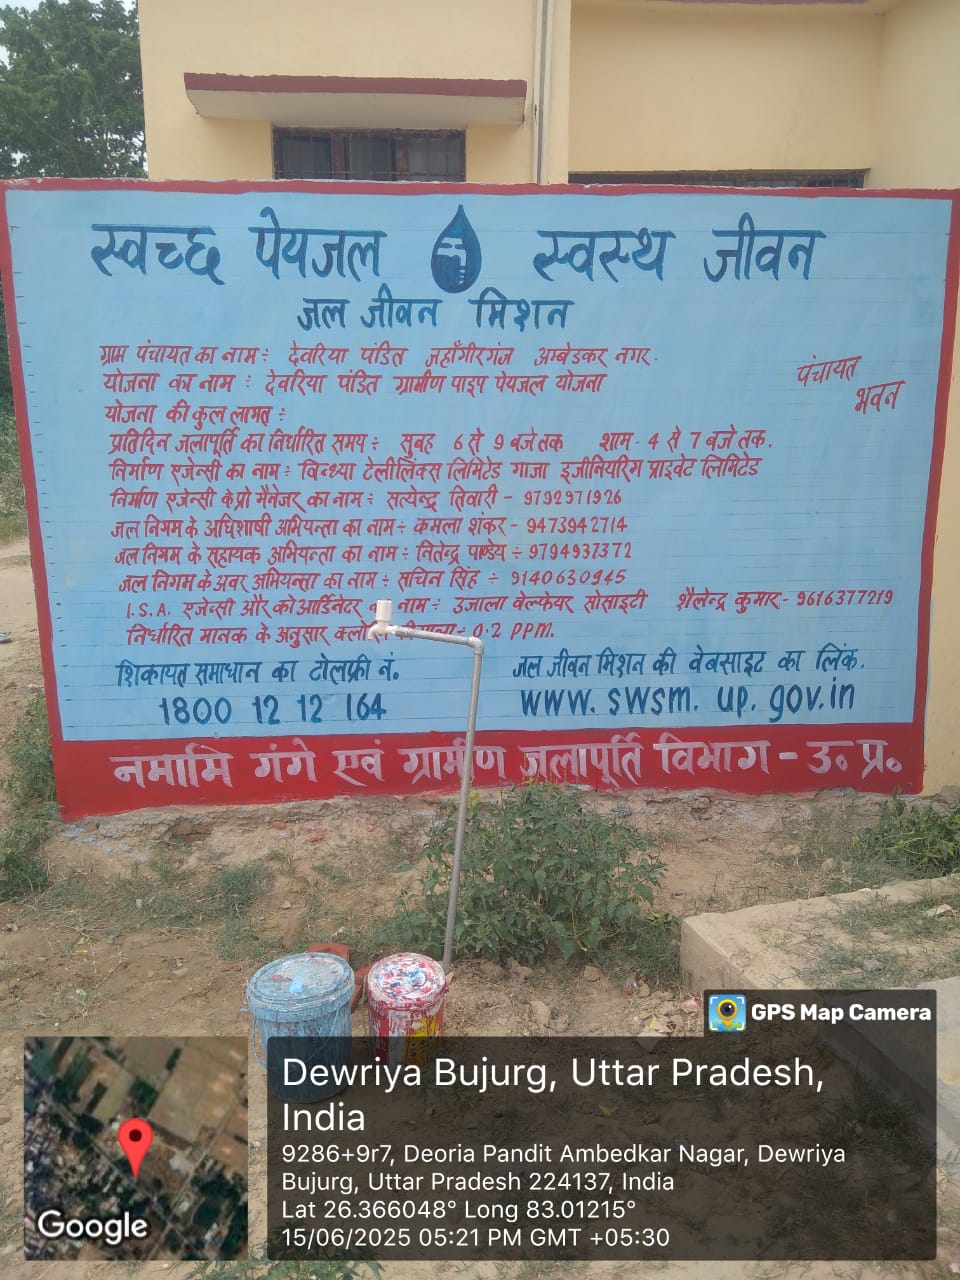 स्वच्छ पेयजल स्वस्थ जीवन
जल जीवन मिशन
ग्राम पंचायत का नाम ÷ देवरिया पंडित जहाँगीरगंज अम्बेडकर नगर.
योजना का नाम ÷ देवरिया पंडित ग्रामीण पाइप पेयजल योजना
पंचायत भवन
योजना की कुल लागत ÷
प्रतिदिन जलापूर्ति का निर्धारित समय ÷ सुबह 6 से 9 बजे तक शाम - 4 से 7 बजे तक.
निर्माण एजेन्सी का नाम ÷ विन्ध्या टेलीलिंक्स लिमिटेड गाजा इजीनियरिंग प्राइवेट लिमिटेड
निर्माण एजेन्सी के प्रो मैनेजर का नाम ÷ सत्येन्द्र तिवारी - 9792971926
जल निगम के अधिशाषी अभियन्ता का नाम ÷ कमला शंकर - 9473942714
जल निगम के सहायक अभियन्ता का नाम ÷ नितेन्द्र पाण्डेय ÷ 9794937372
जल निगम के अवर अभियन्ता का नाम ÷ सचिन सिंह ÷ 9140630945
I.S.A. एजेन्सी और कोआर्डिनेटर नाम ÷ उजाला वेल्फेयर सोसाइटी शैलेन्द्र कुमार - 9616377219
निर्धारित मानक के अनुसार 0.2 PPM.
शिकायत समाधान का टोलफ्री नं.
1800 12 12 164
जल जीवन मिशन की वेबसाइट का लिंक.
www.swsm.up.gov.in
नमामि गंगे एवं ग्रामीण जलापूर्ति विभाग - उ॰ प्र॰
GPS Map Camera
Dewriya Bujurg, Uttar Pradesh,
India
9286+9r7, Deoria Pandit Ambedkar Nagar, Dewriya
Bujurg, Uttar Pradesh 224137, India
Lat 26.366048° Long 83.01215°
15/06/2025 05:21 PM GMT +05:30
Google